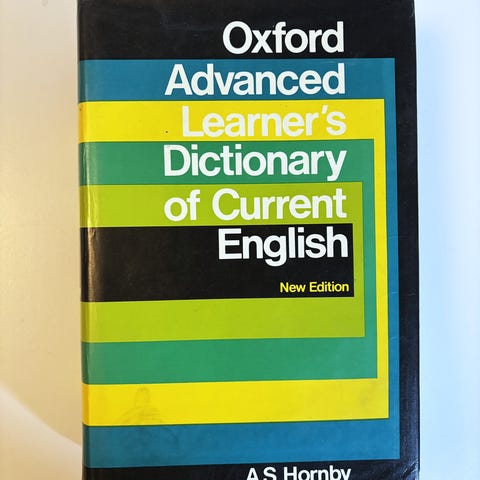 Oxford
Advanced
Learner's
Dictionary
of Current
English
New Edition
A.S. Hornby